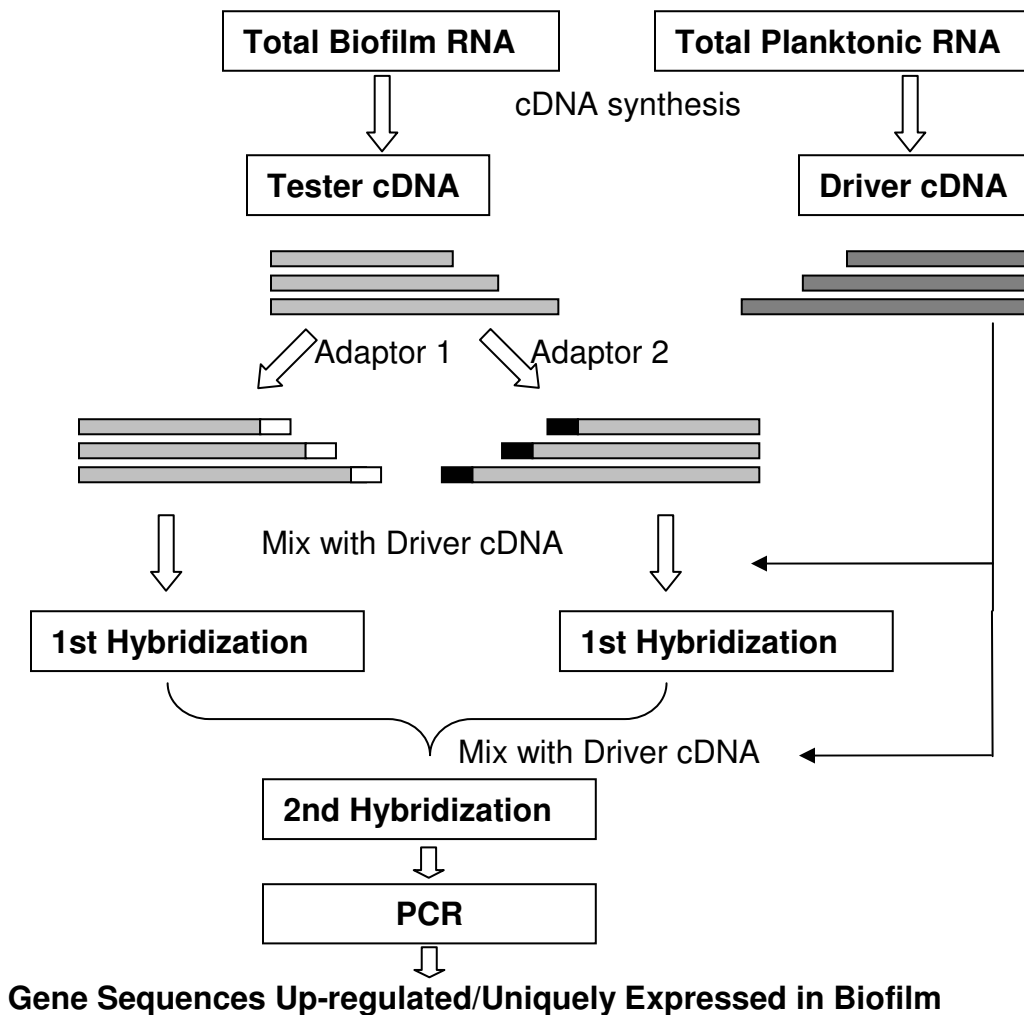 Total Biofilm RNA
Total Planktonic RNA
cDNA synthesis
Tester cDNA
Driver cDNA
Adaptor 1
Adaptor 2
Mix with Driver cDNA
1st Hybridization
1st Hybridization
Mix with Driver cDNA
2nd Hybridization
PCR
Gene Sequences Up-regulated/Uniquely Expressed in Biofilm